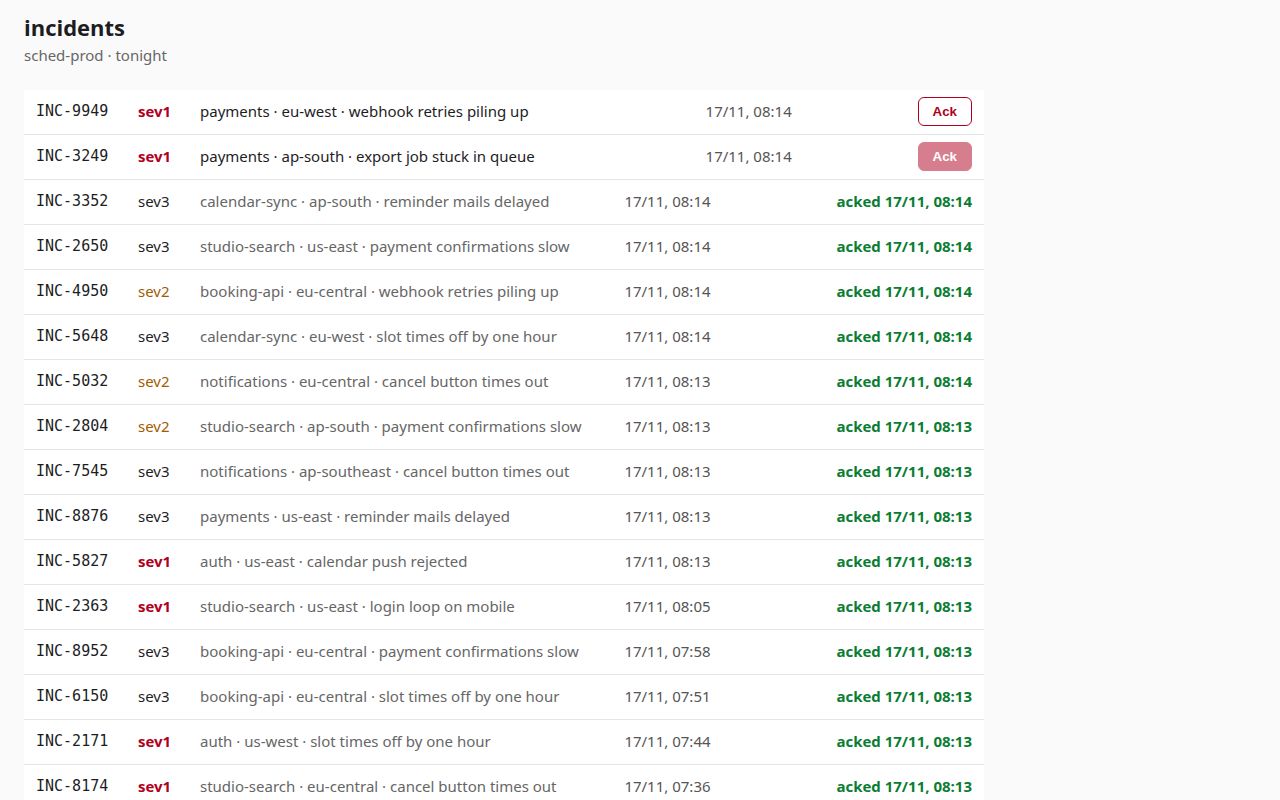 incidents
sched-prod · tonight
INC-9949 sev1 payments · eu-west · webhook retries piling up 17/11, 08:14 Ack
INC-3249 sev1 payments · ap-south · export job stuck in queue 17/11, 08:14 Ack
INC-3352 sev3 calendar-sync · ap-south · reminder mails delayed 17/11, 08:14 acked 17/11, 08:14
INC-2650 sev3 studio-search · us-east · payment confirmations slow 17/11, 08:14 acked 17/11, 08:14
INC-4950 sev2 booking-api · eu-central · webhook retries piling up 17/11, 08:14 acked 17/11, 08:14
INC-5648 sev3 calendar-sync · eu-west · slot times off by one hour 17/11, 08:14 acked 17/11, 08:14
INC-5032 sev2 notifications · eu-central · cancel button times out 17/11, 08:13 acked 17/11, 08:14
INC-2804 sev2 studio-search · ap-south · payment confirmations slow 17/11, 08:13 acked 17/11, 08:13
INC-7545 sev3 notifications · ap-southeast · cancel button times out 17/11, 08:13 acked 17/11, 08:13
INC-8876 sev3 payments · us-east · reminder mails delayed 17/11, 08:13 acked 17/11, 08:13
INC-5827 sev1 auth · us-east · calendar push rejected 17/11, 08:13 acked 17/11, 08:13
INC-2363 sev1 studio-search · us-east · login loop on mobile 17/11, 08:05 acked 17/11, 08:13
INC-8952 sev3 booking-api · eu-central · payment confirmations slow 17/11, 07:58 acked 17/11, 08:13
INC-6150 sev3 booking-api · eu-central · slot times off by one hour 17/11, 07:51 acked 17/11, 08:13
INC-2171 sev1 auth · us-west · slot times off by one hour 17/11, 07:44 acked 17/11, 08:13
INC-8174 sev1 studio-search · eu-central · cancel button times out 17/11, 07:36 acked 17/11, 08:13